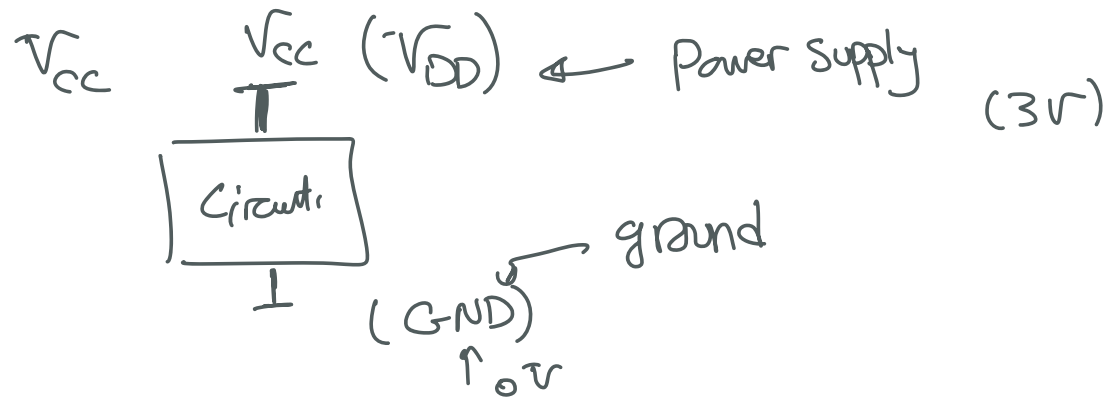 Vcc Vcc (VDD) ← Power Supply
(3V)
Circuit
ground
(GND)
↑ 0V